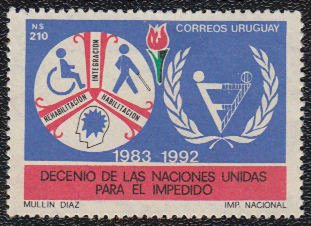 N$
210
CORREOS URUGUAY
INTEGRACION
REHABILITACION
HABILITACION
1983 1992
DECENIO DE LAS NACIONES UNIDAS
PARA EL IMPEDIDO
MULLIN DIAZ
IMP. NACIONAL